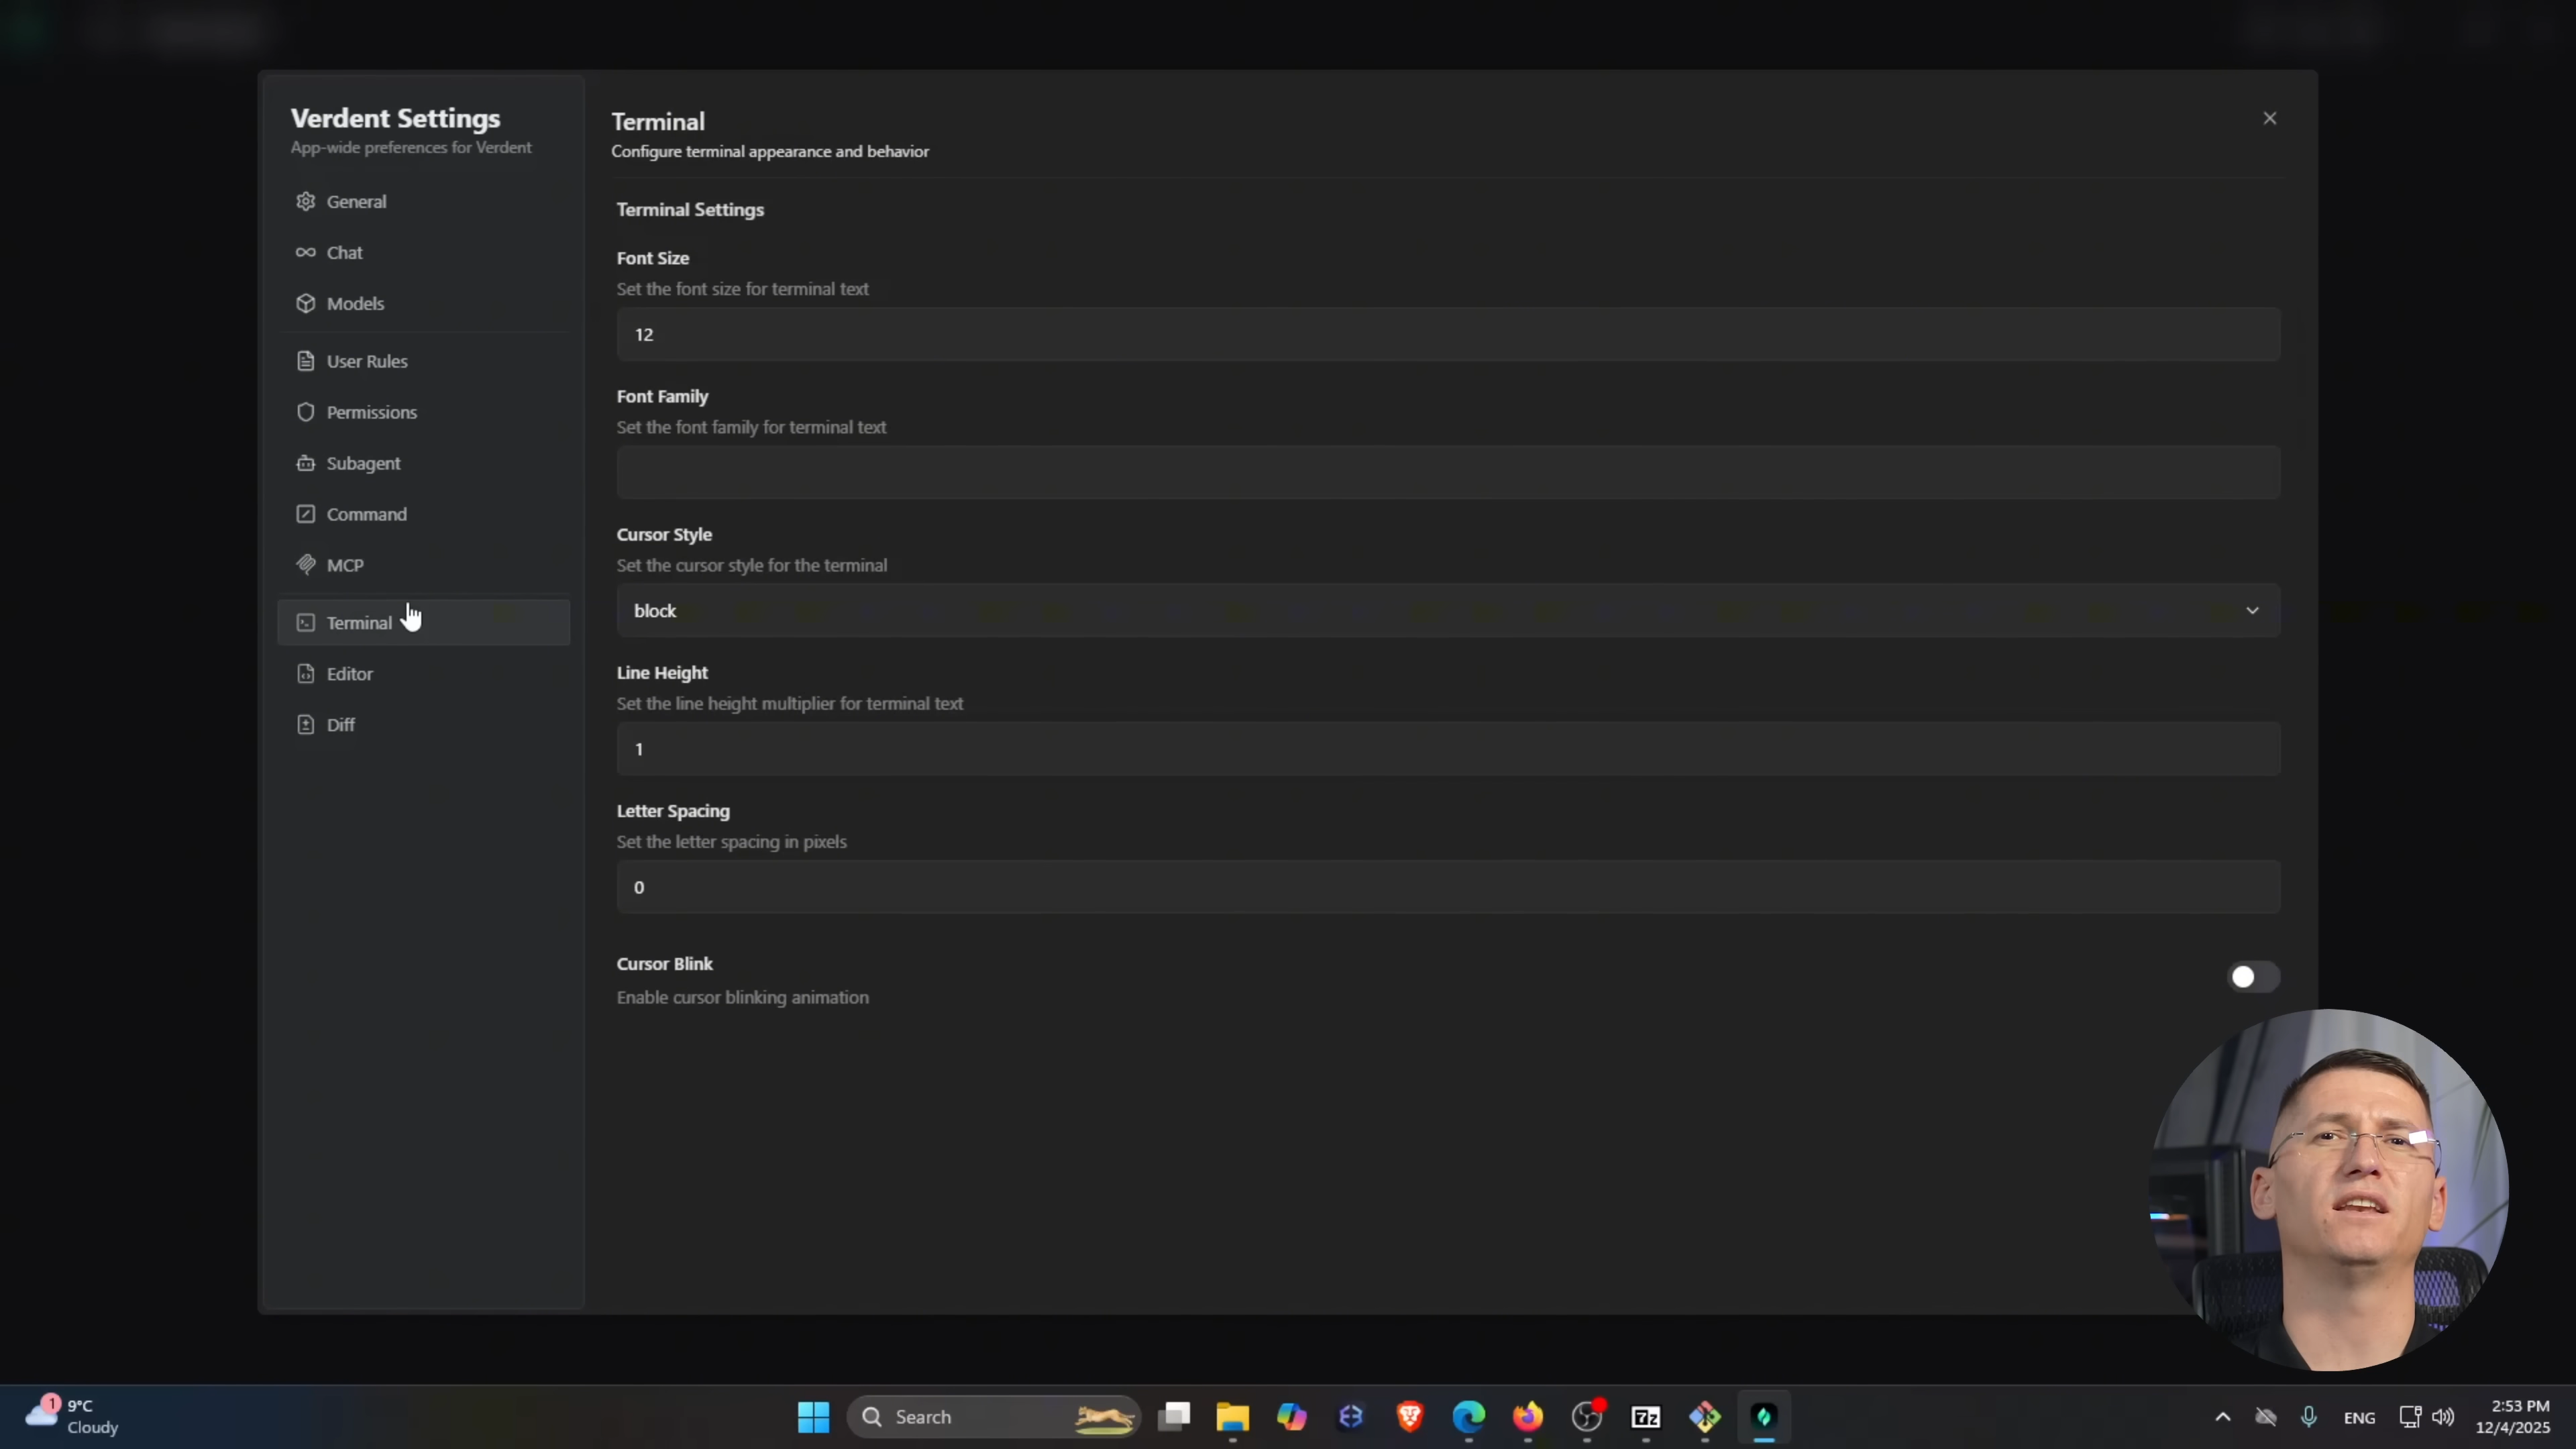 Verdent Settings
App-wide preferences for Verdent
General
Chat
Models
User Rules
Permissions
Subagent
Command
MCP
Terminal
Editor
Diff
Terminal
Configure terminal appearance and behavior
Terminal Settings
Font Size
Set the font size for terminal text
12
Font Family
Set the font family for terminal text
Cursor Style
Set the cursor style for the terminal
block
Line Height
Set the line height multiplier for terminal text
1
Letter Spacing
Set the letter spacing in pixels
0
Cursor Blink
Enable cursor blinking animation
1
9°C
Cloudy
Search
7z
ENG
2:53 PM
12/4/2025